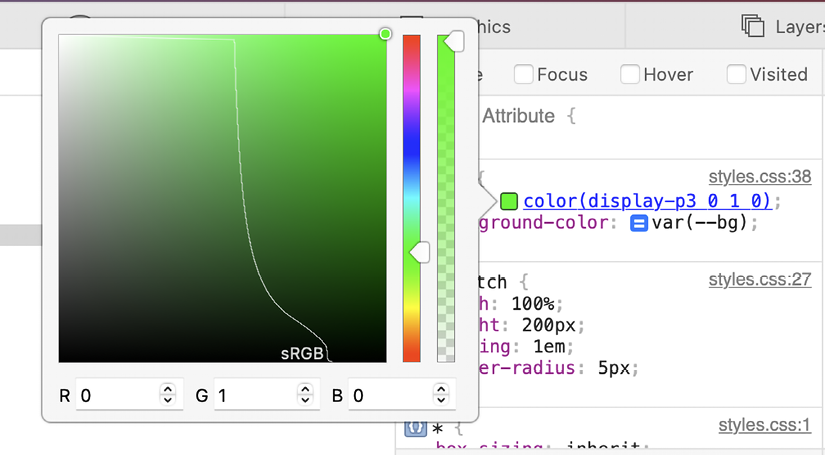 hics
Layers
e
Focus
Hover
Visited
Attribute {
{
styles.css:38
color(display-p3 0 1 0);
ground-color: var(--bg);
tch {
styles.css:27
h: 100%;
ht: 200px;
ing: 1em;
er-radius: 5px;
sRGB
R 0
G 1
B 0
* {
styles.css:1
box-sizing: inherit;